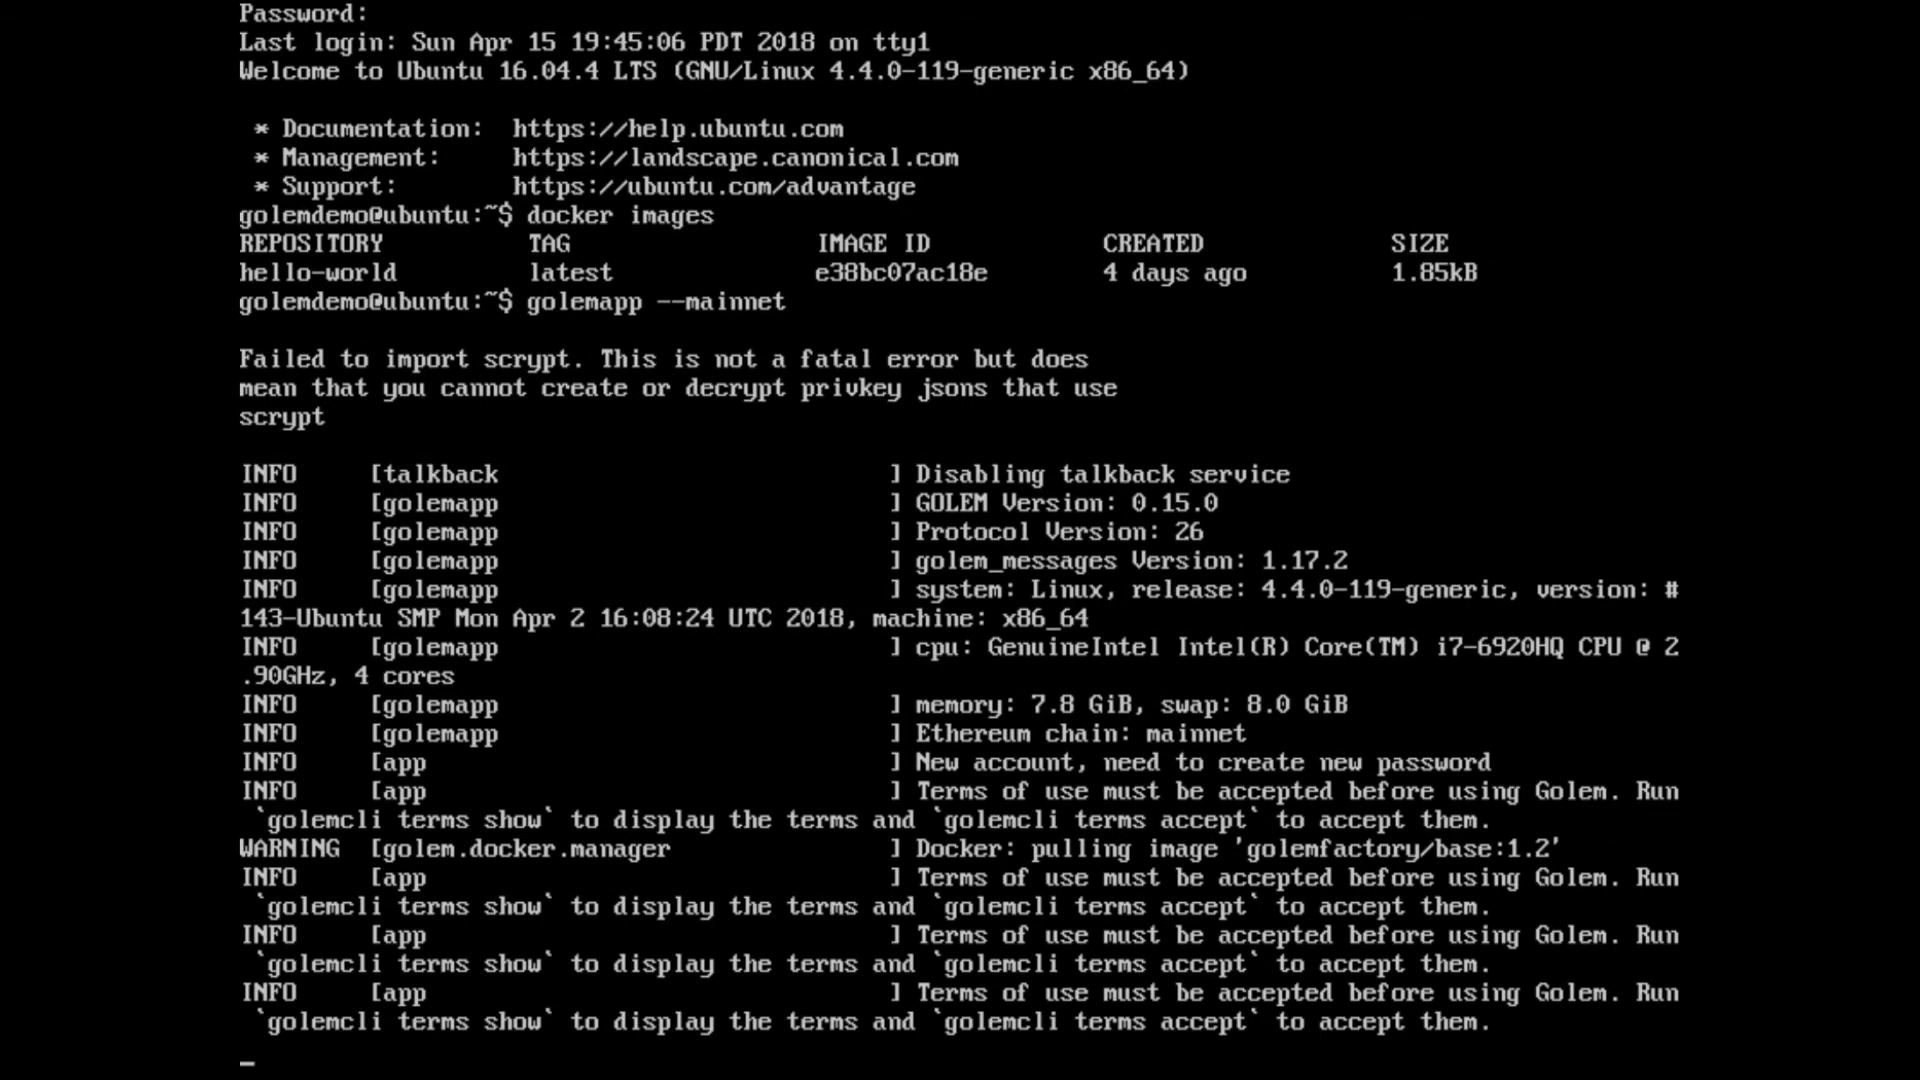 Password:
Last login: Sun Apr 15 19:45:06 PDT 2018 on tty1
Welcome to Ubuntu 16.04.4 LTS (GNU/Linux 4.4.0-119-generic x86_64)
* Documentation:  https://help.ubuntu.com
* Management:     https://landscape.canonical.com
* Support:        https://ubuntu.com/advantage
golemdemo@ubuntu:~$ docker images
REPOSITORY          TAG                 IMAGE ID            CREATED             SIZE
hello-world         latest              e38bc07ac18e        4 days ago          1.85kB
golemdemo@ubuntu:~$ golemapp --mainnet
Failed to import scrypt. This is not a fatal error but does
mean that you cannot create or decrypt privkey jsons that use
scrypt
INFO     [talkback                           ] Disabling talkback service
INFO     [golemapp                           ] GOLEM Version: 0.15.0
INFO     [golemapp                           ] Protocol Version: 26
INFO     [golemapp                           ] golem_messages Version: 1.17.2
INFO     [golemapp                           ] system: Linux, release: 4.4.0-119-generic, version: #
143-Ubuntu SMP Mon Apr 2 16:08:24 UTC 2018, machine: x86_64
INFO     [golemapp                           ] cpu: GenuineIntel Intel(R) Core(TM) i7-6920HQ CPU @ 2
.90GHz, 4 cores
INFO     [golemapp                           ] memory: 7.8 GiB, swap: 8.0 GiB
INFO     [golemapp                           ] Ethereum chain: mainnet
INFO     [app                                ] New account, need to create new password
INFO     [app                                ] Terms of use must be accepted before using Golem. Run
`golemcli terms show` to display the terms and `golemcli terms accept` to accept them.
WARNING  [golem.docker.manager               ] Docker: pulling image 'golemfactory/base:1.2'
INFO     [app                                ] Terms of use must be accepted before using Golem. Run
`golemcli terms show` to display the terms and `golemcli terms accept` to accept them.
INFO     [app                                ] Terms of use must be accepted before using Golem. Run
`golemcli terms show` to display the terms and `golemcli terms accept` to accept them.
INFO     [app                                ] Terms of use must be accepted before using Golem. Run
`golemcli terms show` to display the terms and `golemcli terms accept` to accept them.